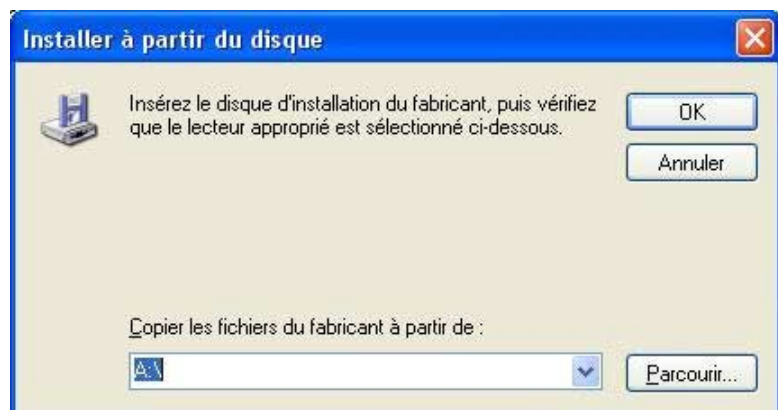 Installer à partir du disque
Insérez le disque d'installation du fabricant, puis vérifiez
que le lecteur approprié est sélectionné ci-dessous.
OK
Annuler
Copier les fichiers du fabricant à partir de :
A:\
Parcourir...